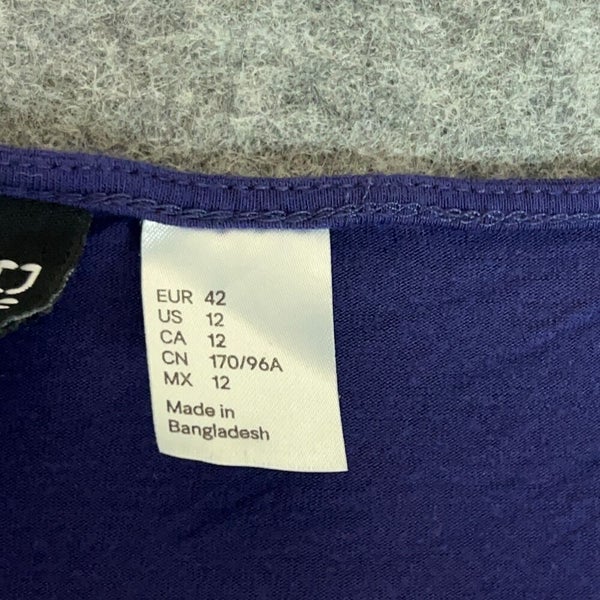 EUR 42
US 12
CA 12
CN 170/96A
MX 12
Made in
Bangladesh